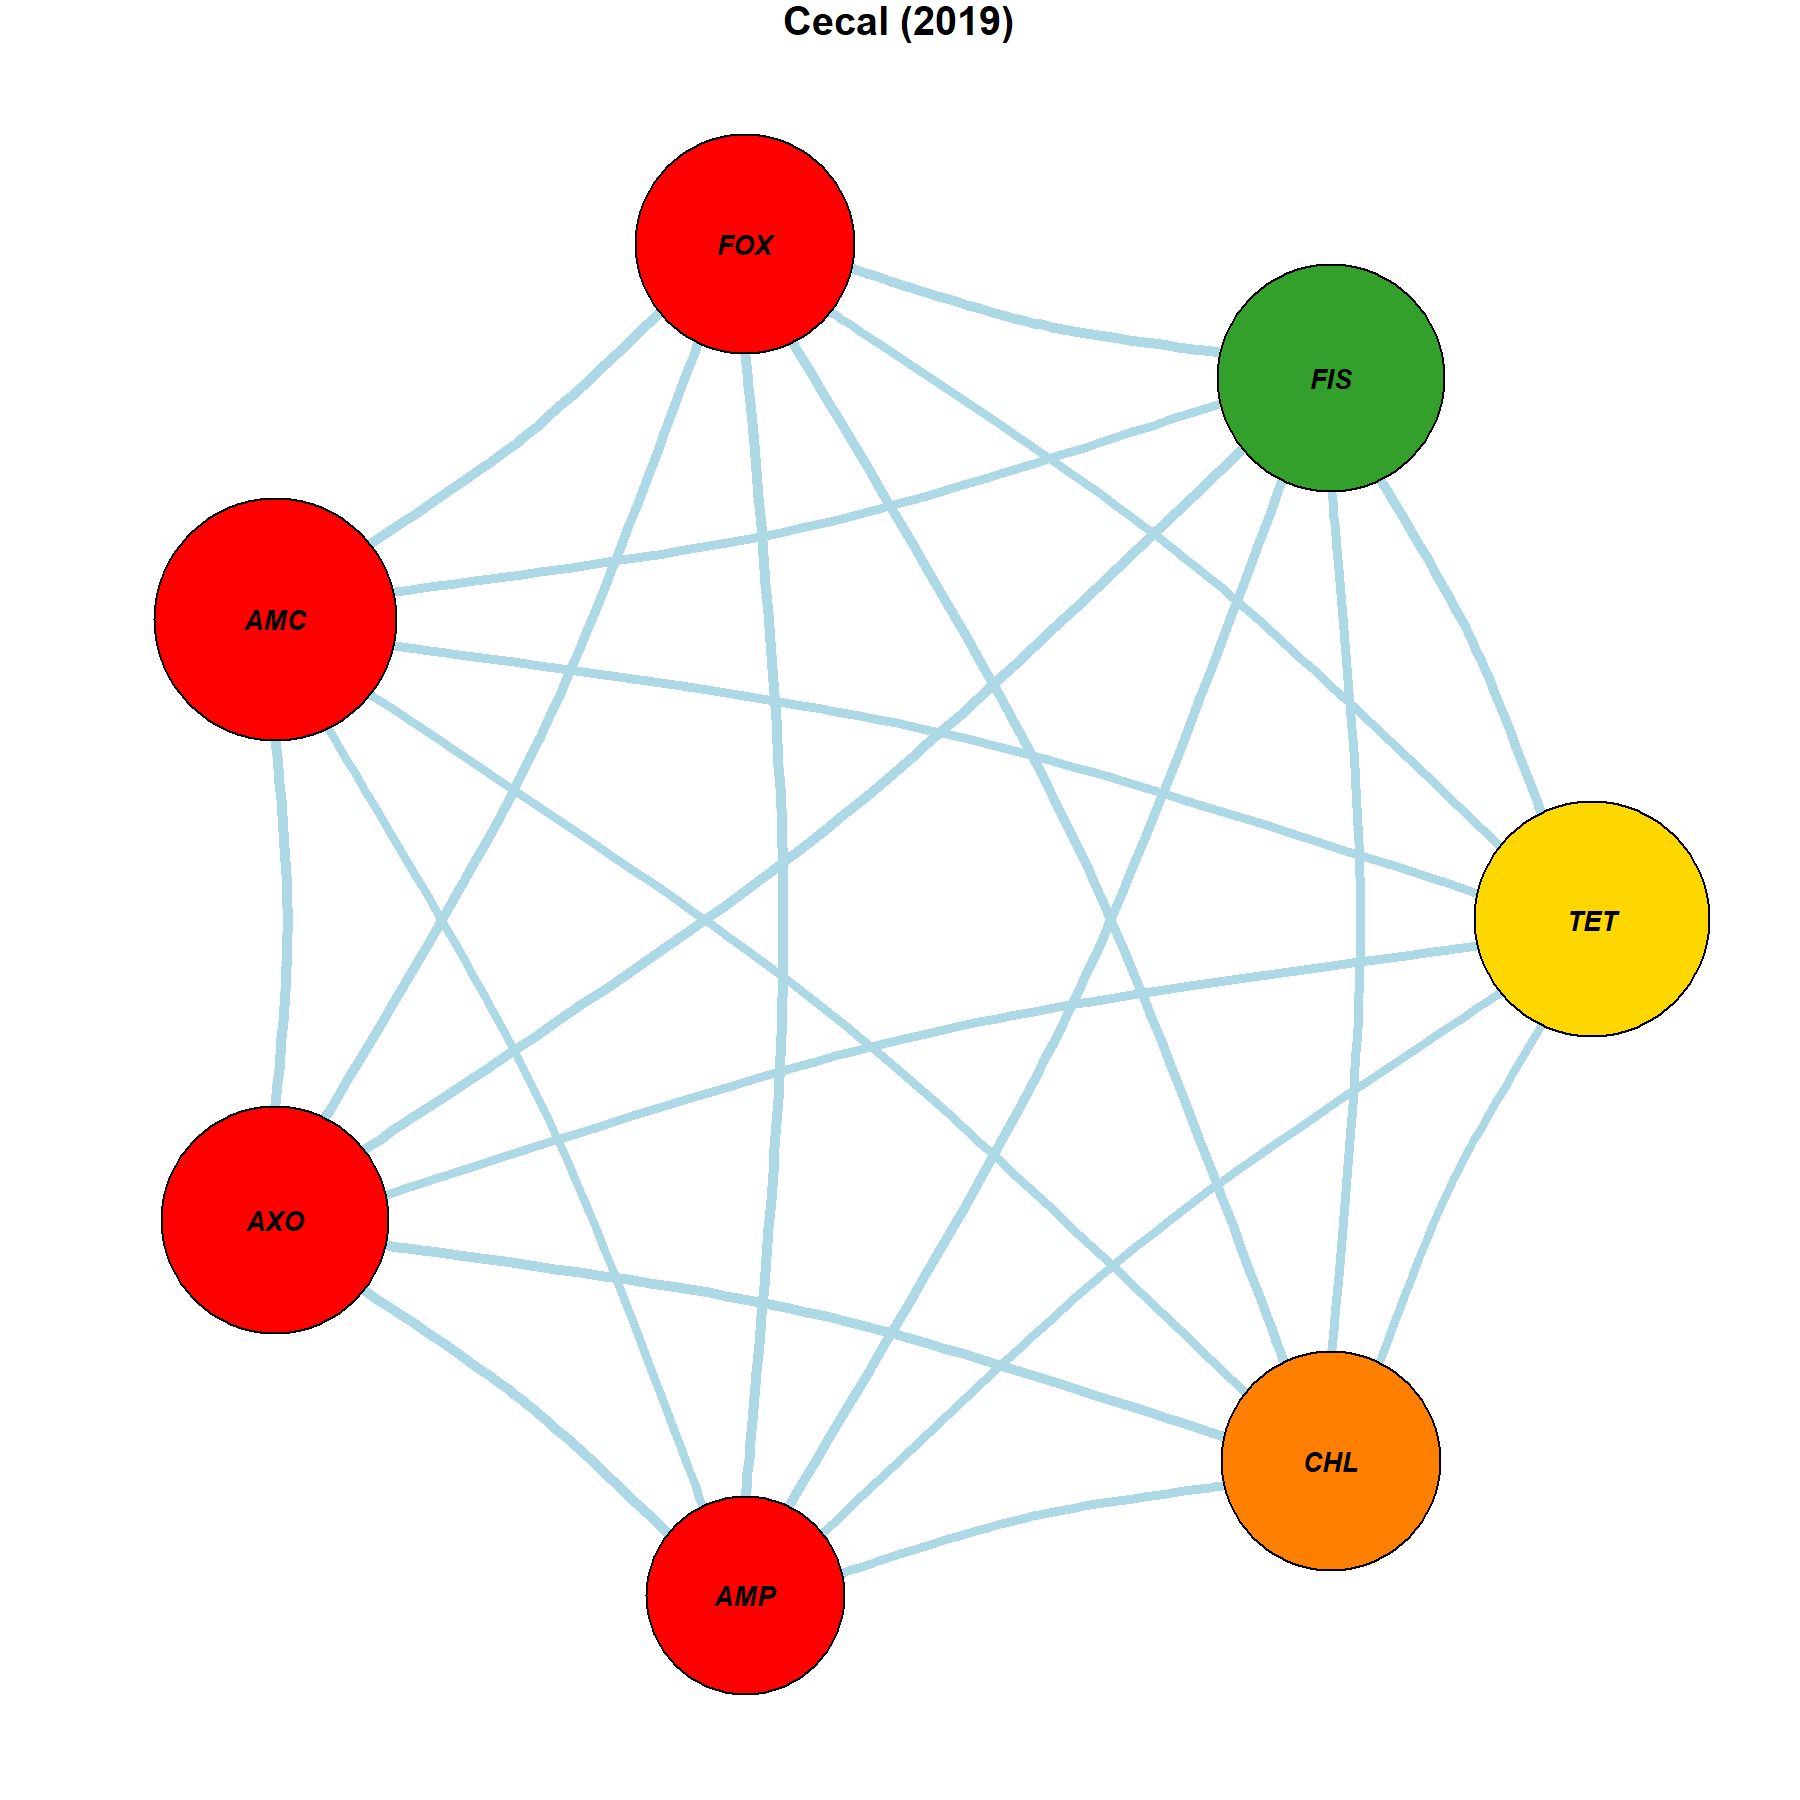 Cecal (2019)
FOX
FIS
AMC
TET
AXO
CHL
AMP